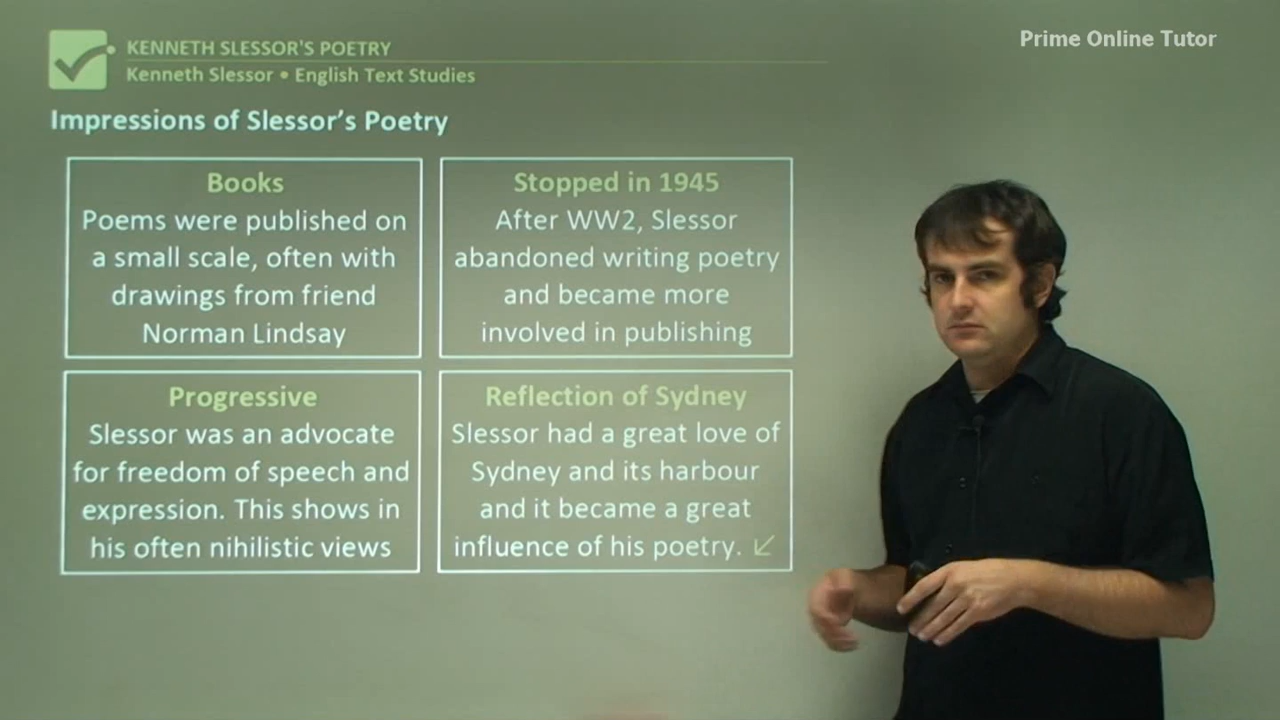 KENNETH SLESSOR'S POETRY
Kenneth Slessor • English Text Studies
Prime Online Tutor
Impressions of Slessor's Poetry
Books
Poems were published on
a small scale, often with
drawings from friend
Norman Lindsay
Stopped in 1945
After WW2, Slessor
abandoned writing poetry
and became more
involved in publishing
Progressive
Slessor was an advocate
for freedom of speech and
expression. This shows in
his often nihilistic views
Reflection of Sydney
Slessor had a great love of
Sydney and its harbour
and it became a great
influence of his poetry.